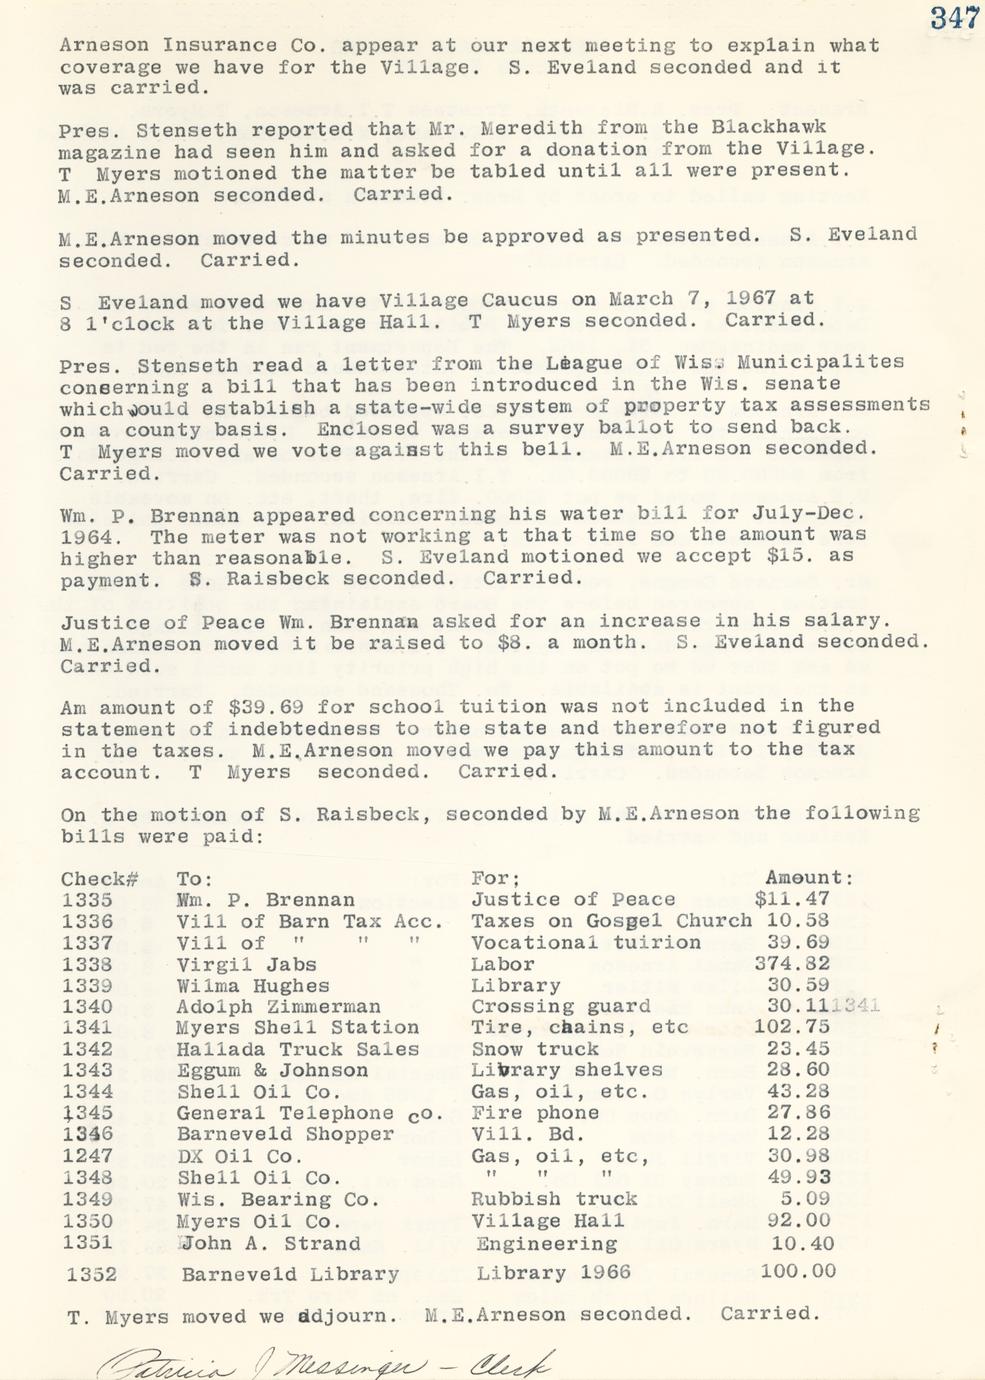 347
Arneson Insurance Co. appear at our next meeting to explain what
coverage we have for the Village.  S. Eveland seconded and it
was carried.
Pres. Stenseth reported that Mr. Meredith from the Blackhawk
magazine had seen him and asked for a donation from the Village.
T  Myers motioned the matter be tabled until all were present.
M.E.Arneson seconded.  Carried.
M.E.Arneson moved the minutes be approved as presented.  S. Eveland
seconded.  Carried.
S  Eveland moved we have Village Caucus on March 7, 1967 at
8 1'clock at the Village Hall.  T  Myers seconded.  Carried.
Pres. Stenseth read a letter from the League of Wis. Municipalites
conserning a bill that has been introduced in the Wis. senate
which would establish a state-wide system of property tax assessments
on a county basis.  Enclosed was a survey ballot to send back.
T  Myers moved we vote against this bell.  M.E.Arneson seconded.
Carried.
Wm. P. Brennan appeared concerning his water bill for July-Dec.
1964.  The meter was not working at that time so the amount was
higher than reasonable.  S. Eveland motioned we accept $15. as
payment.  S. Raisbeck seconded.  Carried.
Justice of Peace Wm. Brennan asked for an increase in his salary.
M.E.Arneson moved it be raised to $8. a month.  S. Eveland seconded.
Carried.
Am amount of $39.69 for school tuition was not included in the
statement of indebtedness to the state and therefore not figured
in the taxes.  M.E.Arneson moved we pay this amount to the tax
account.  T  Myers  seconded.  Carried.
On the motion of S. Raisbeck, seconded by M.E.Arneson the following
bills were paid:
Check# To: For; Amount:
1335 Wm. P. Brennan Justice of Peace $11.47
1336 Vill of Barn Tax Acc. Taxes on Gospel Church 10.58
1337 Vill of " " " Vocational tuirion 39.69
1338 Virgil Jabs Labor 374.82
1339 Wilma Hughes Library 30.59
1340 Adolph Zimmerman Crossing guard 30.111341
1341 Myers Shell Station Tire, chains, etc 102.75
1342 Hallada Truck Sales Snow truck 23.45
1343 Eggum & Johnson Library shelves 28.60
1344 Shell Oil Co. Gas, oil, etc. 43.28
1345 General Telephone co. Fire phone 27.86
1346 Barneveld Shopper Vill. Bd. 12.28
1247 DX Oil Co. Gas, oil, etc, 30.98
1348 Shell Oil Co. " " " 49.93
1349 Wis. Bearing Co. Rubbish truck 5.09
1350 Myers Oil Co. Village Hall 92.00
1351 John A. Strand Engineering 10.40
1352 Barneveld Library Library 1966 100.00
T. Myers moved we adjourn.  M.E.Arneson seconded.  Carried.
Patricia J Messinger - Clerk